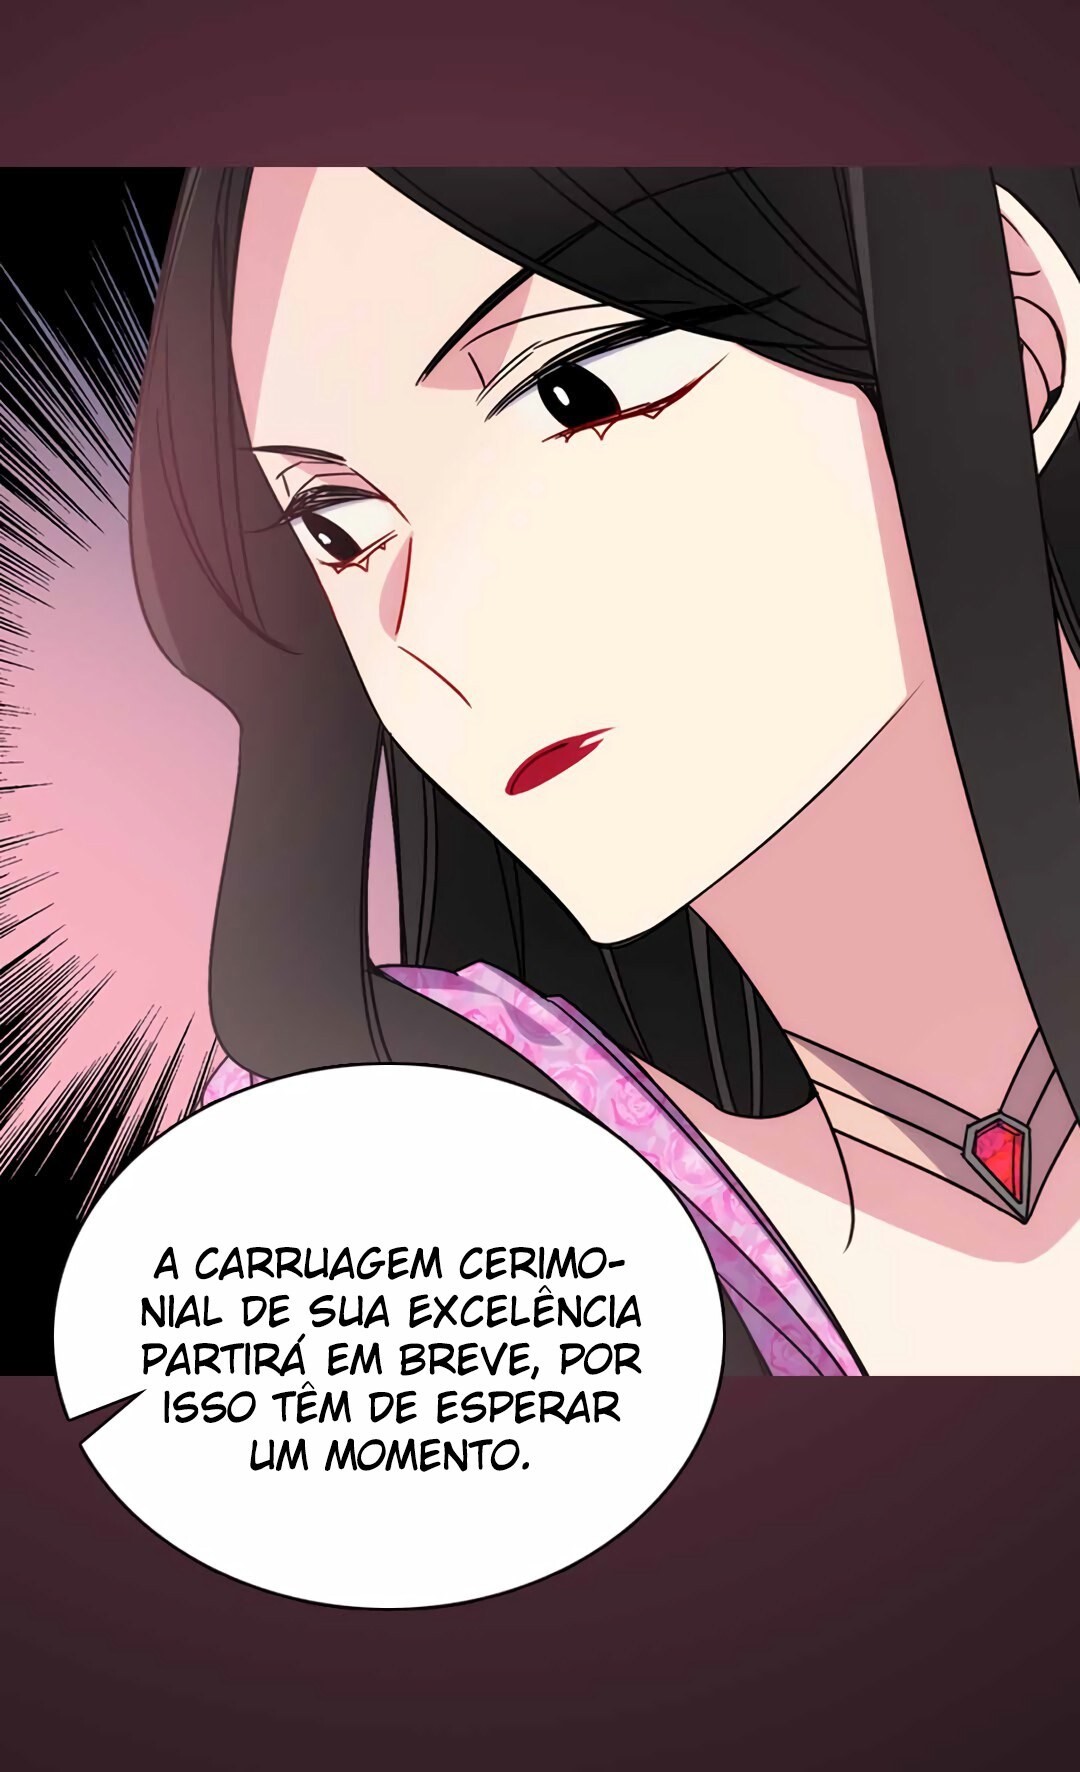 A CARRUAGEM CERIMO-
NIAL DE SUA EXCELÊNCIA
PARTIRÁ EM BREVE, POR
ISSO TÊM DE ESPERAR
UM MOMENTO.